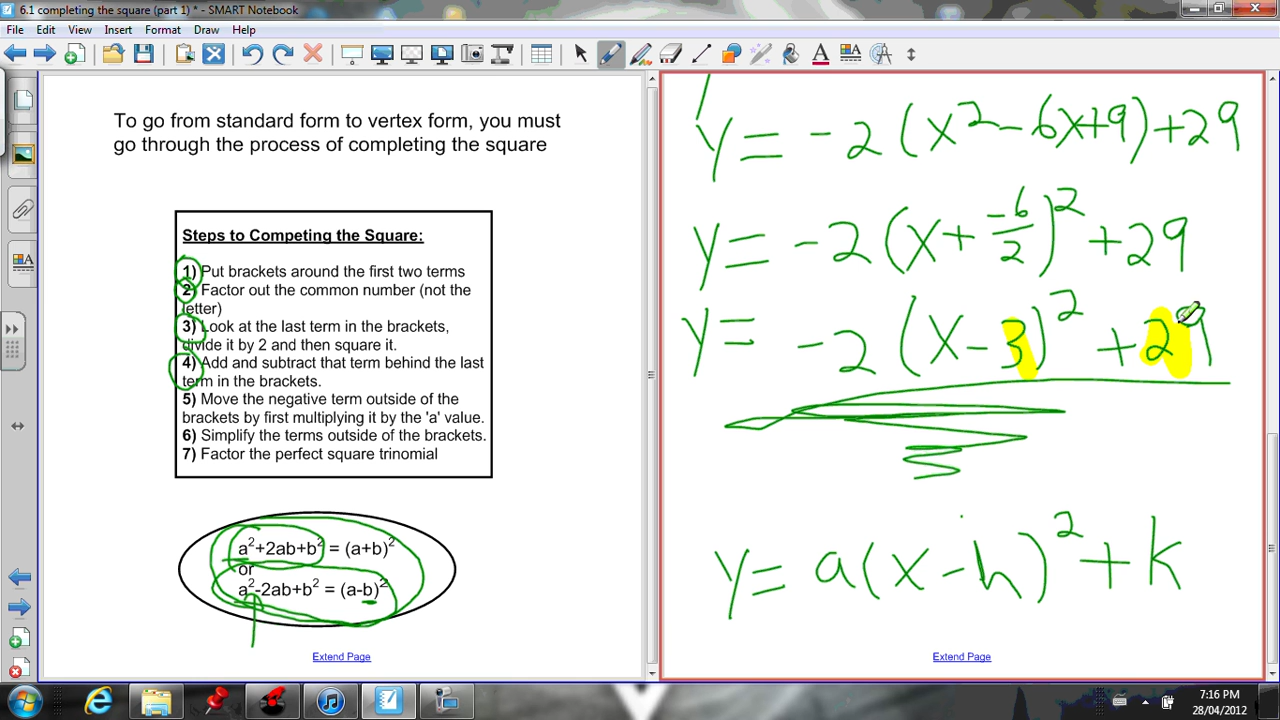 6.1 completing the square (part 1) * - SMART Notebook
File Edit View Insert Format Draw Help
To go from standard form to vertex form, you must
go through the process of completing the square
Steps to Competing the Square:
1) Put brackets around the first two terms
2) Factor out the common number (not the
letter)
3) Look at the last term in the brackets,
divide it by 2 and then square it.
4) Add and subtract that term behind the last
term in the brackets.
5) Move the negative term outside of the
brackets by first multiplying it by the 'a' value.
6) Simplify the terms outside of the brackets.
7) Factor the perfect square trinomial
a²+2ab+b² = (a+b)²
or
a²-2ab+b² = (a-b)²
Extend Page
y = -2(x² - 6x+9)+29
y = -2(x+ -6/2)² +29
y = -2(x-3)² +29
y = a(x-h)² +k
Extend Page
7:16 PM
28/04/2012